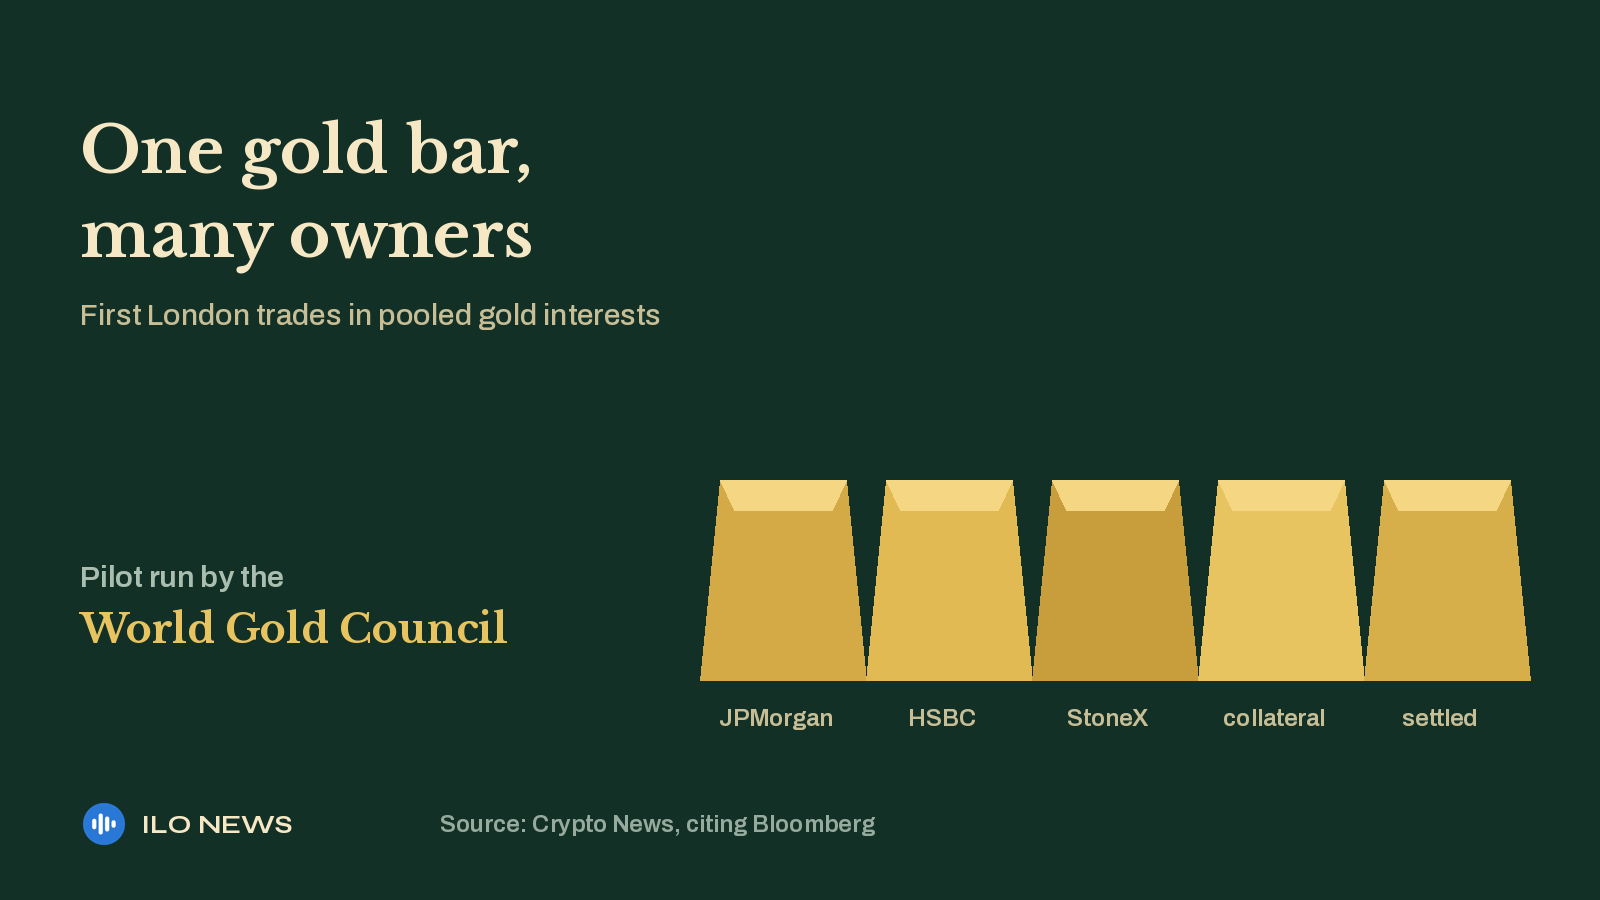 One gold bar,
many owners
First London trades in pooled gold interests
Pilot run by the
World Gold Council
JPMorgan
HSBC
StoneX
collateral
settled
ILO NEWS
Source: Crypto News, citing Bloomberg